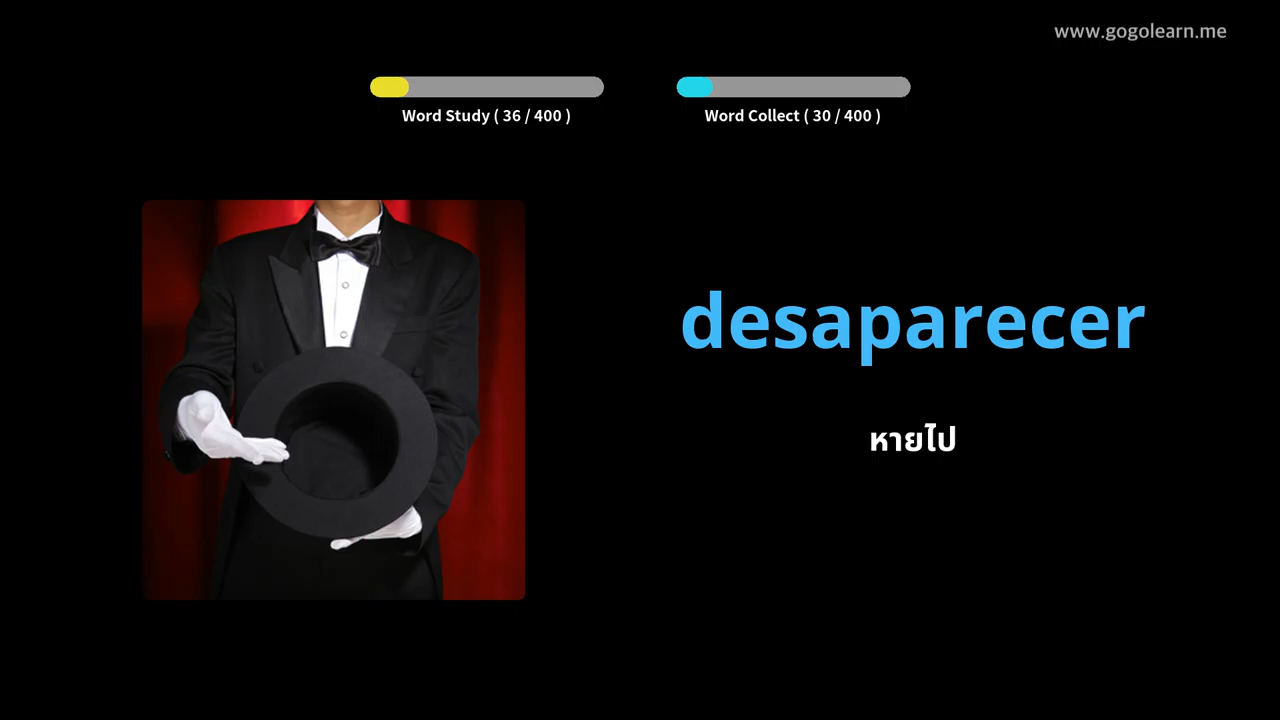 www.gogolearn.me
Word Study ( 36 / 400 )
Word Collect ( 30 / 400 )
desaparecer
หายไป